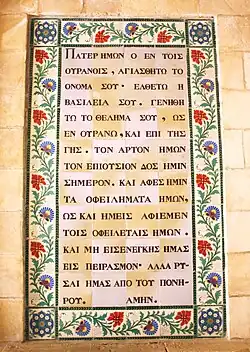 ΠΑΤΕΡ ΗΜΩΝ Ο ΕΝ ΤΟΙΣ
ΟΥΡΑΝΟΙΣ, ΑΓΙΑΣΘΗΤΩ ΤΟ
ΟΝΟΜΑ ΣΟΥ· ΕΛΘΕΤΩ Η
ΒΑΣΙΛΕΙΑ ΣΟΥ. ΓΕΝΗΘΗ
ΤΩ ΤΟ ΘΕΛΗΜΑ ΣΟΥ, ΩΣ
ΕΝ ΟΥΡΑΝΩ, ΚΑΙ ΕΠΙ ΤΗΣ
ΓΗΣ. ΤΟΝ ΑΡΤΟΝ ΗΜΩΝ
ΤΟΝ ΕΠΙΟΥΣΙΟΝ ΔΟΣ ΗΜΙΝ
ΣΗΜΕΡΟΝ. ΚΑΙ ΑΦΕΣ ΗΜΙΝ
ΤΑ ΟΦΕΙΛΗΜΑΤΑ ΗΜΩΝ,
ΩΣ ΚΑΙ ΗΜΕΙΣ ΑΦΙΕΜΕΝ
ΤΟΙΣ ΟΦΕΙΛΕΤΑΙΣ ΗΜΩΝ.
ΚΑΙ ΜΗ ΕΙΣΕΝΕΓΚΗΣ ΗΜΑΣ
ΕΙΣ ΠΕΙΡΑΣΜΟΝ· ΑΛΛΑ ΡΥ-
ΣΑΙ ΗΜΑΣ ΑΠΟ ΤΟΥ ΠΟΝΗ-
ΡΟΥ. ΑΜΗΝ.